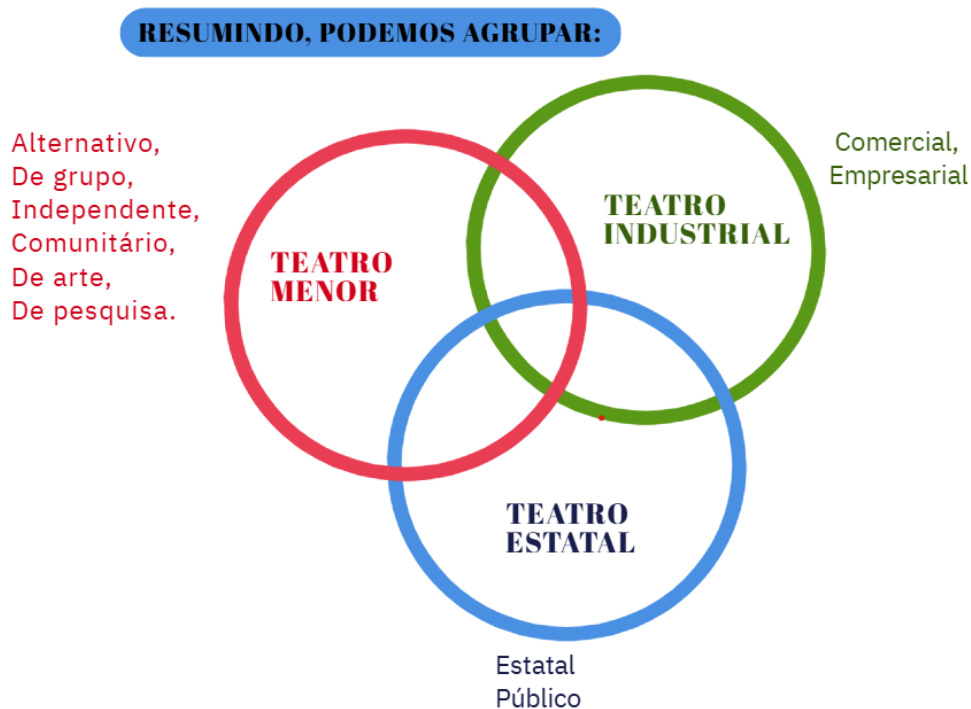 RESUMINDO, PODEMOS AGRUPAR:
Alternativo,
De grupo,
Independente,
Comunitário,
De arte,
De pesquisa.
TEATRO
MENOR
TEATRO
INDUSTRIAL
Comercial,
Empresarial
TEATRO
ESTATAL
Estatal
Público